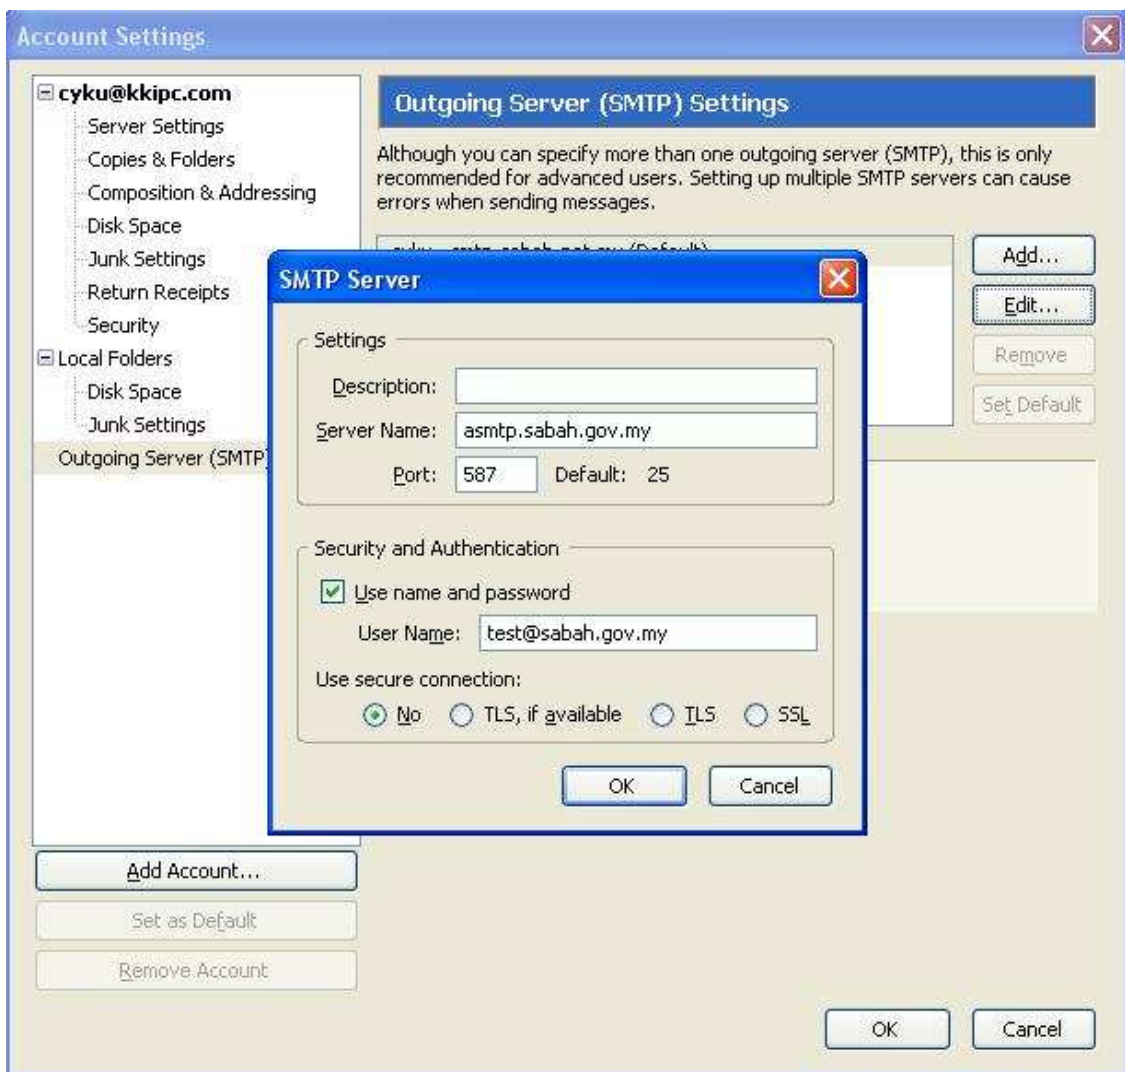 Account Settings
cyku@kkipc.com
Server Settings
Copies & Folders
Composition & Addressing
Disk Space
Junk Settings
Return Receipts
Security
Local Folders
Disk Space
Junk Settings
Outgoing Server (SMTP)
Add Account...
Set as Default
Remove Account
Outgoing Server (SMTP) Settings
Although you can specify more than one outgoing server (SMTP), this is only
recommended for advanced users. Setting up multiple SMTP servers can cause
errors when sending messages.
(Default)
Add...
Edit...
Remove
Set Default
SMTP Server
Settings
Description:
Server Name: asmtp.sabah.gov.my
Port: 587 Default: 25
Security and Authentication
Use name and password
User Name: test@sabah.gov.my
Use secure connection:
No TLS, if available TLS SSL
OK Cancel
OK Cancel